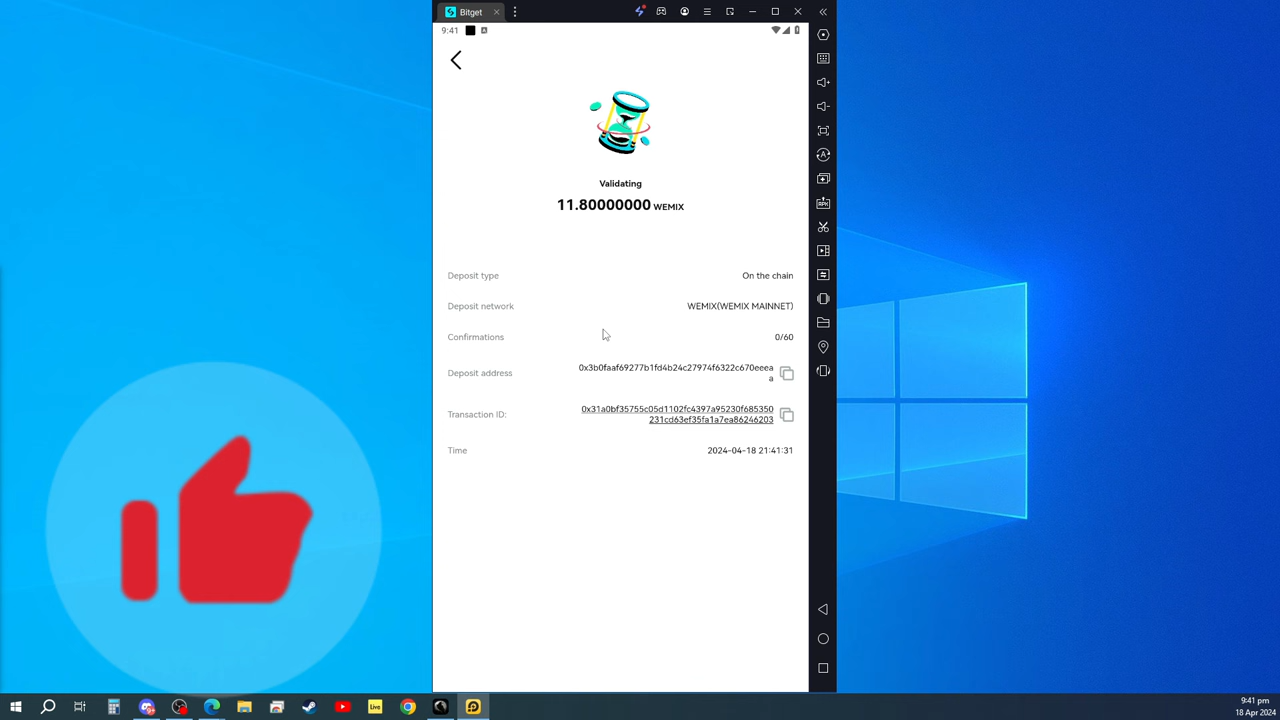 Bitget
9:41
Validating
11.80000000 WEMIX
Deposit type
On the chain
Deposit network
WEMIX(WEMIX MAINNET)
Confirmations
0/60
Deposit address
0x3b0faaf69277b1fd4b24c27974f6322c670eeea
a
Transaction ID:
0x31a0bf35755c05d1102fc4397a95230f685350
231cd63ef35fa1a7ea86246203
Time
2024-04-18 21:41:31
9:41 pm
18 Apr 2024